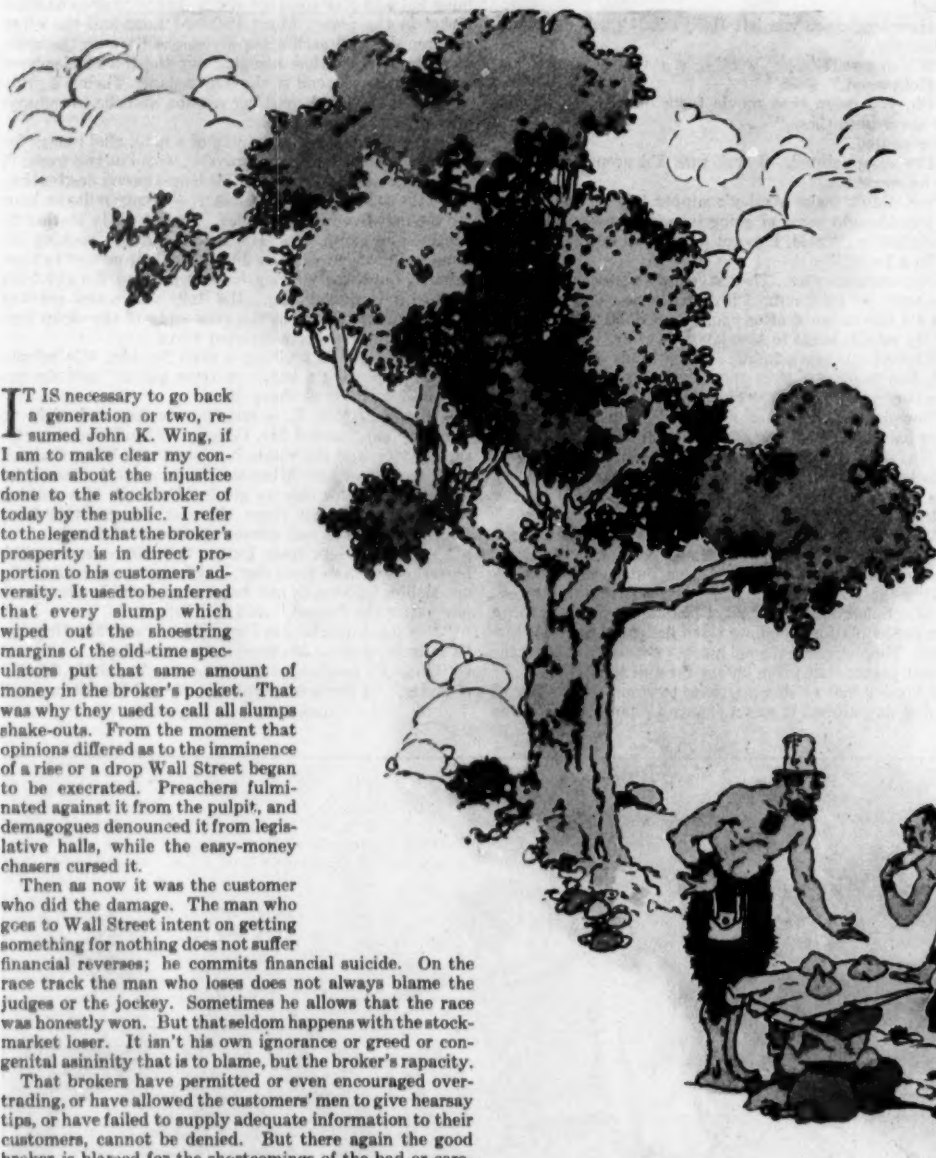 IT IS necessary to go back
a generation or two, re-
sumed John K. Wing, if
I am to make clear my con-
tention about the injustice
done to the stockbroker of
today by the public. I refer
to the legend that the broker's
prosperity is in direct pro-
portion to his customers' ad-
versity. It used to be inferred
that every slump which
wiped out the shoestring
margins of the old-time spec-
ulators put that same amount of
money in the broker's pocket. That
was why they used to call all slumps
shake-outs. From the moment that
opinions differed as to the imminence
of a rise or a drop Wall Street began
to be execrated. Preachers fulmi-
nated against it from the pulpit, and
demagogues denounced it from legis-
lative halls, while the easy-money
chasers cursed it.
Then as now it was the customer
who did the damage. The man who
goes to Wall Street intent on getting
something for nothing does not suffer
financial reverses; he commits financial suicide. On the
race track the man who loses does not always blame the
judges or the jockey. Sometimes he allows that the race
was honestly won. But that seldom happens with the stock-
market loser. It isn't his own ignorance or greed or con-
genital asininity that is to blame, but the broker's rapacity.
That brokers have permitted or even encouraged over-
trading, or have allowed the customers' men to give hearsay
tips, or have failed to supply adequate information to their
customers, cannot be denied. But there again the good
broker is blamed for the shortcomings of the bad or care-